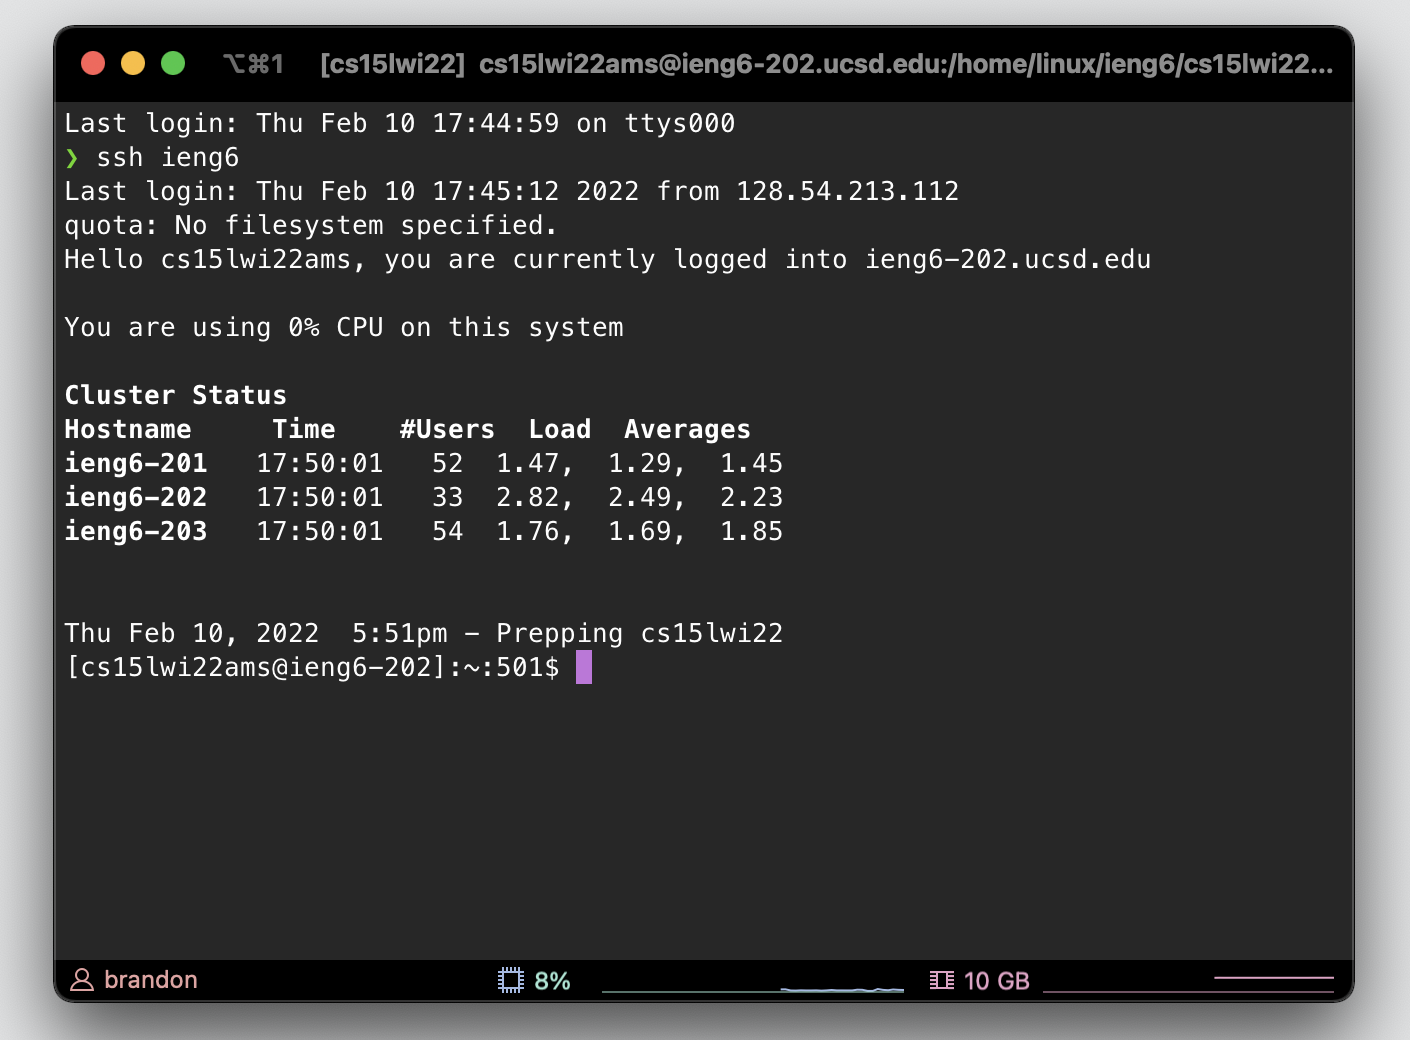 ⌥⌘1 [cs15lwi22] cs15lwi22ams@ieng6-202.ucsd.edu:/home/linux/ieng6/cs15lwi22...
Last login: Thu Feb 10 17:44:59 on ttys000
❯ ssh ieng6
Last login: Thu Feb 10 17:45:12 2022 from 128.54.213.112
quota: No filesystem specified.
Hello cs15lwi22ams, you are currently logged into ieng6-202.ucsd.edu
You are using 0% CPU on this system
Cluster Status
Hostname     Time    #Users  Load  Averages
ieng6-201   17:50:01   52  1.47,  1.29,  1.45
ieng6-202   17:50:01   33  2.82,  2.49,  2.23
ieng6-203   17:50:01   54  1.76,  1.69,  1.85
Thu Feb 10, 2022  5:51pm - Prepping cs15lwi22
[cs15lwi22ams@ieng6-202]:~:501$
brandon 8% 10 GB